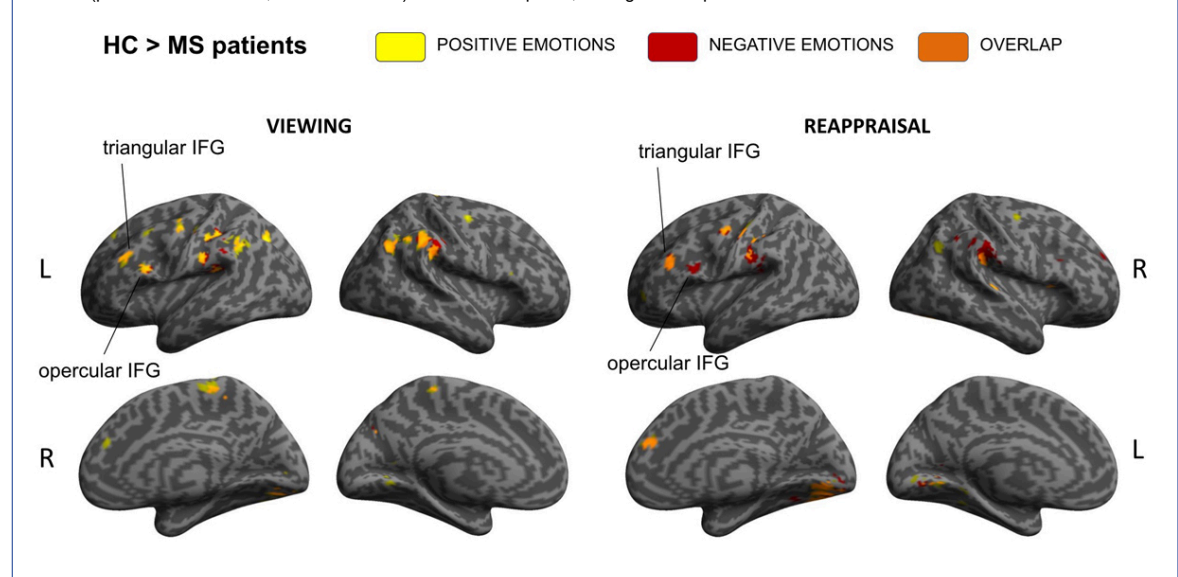 HC > MS patients POSITIVE EMOTIONS NEGATIVE EMOTIONS OVERLAP
VIEWING REAPPRAISAL
triangular IFG triangular IFG
L R
opercular IFG opercular IFG
R L